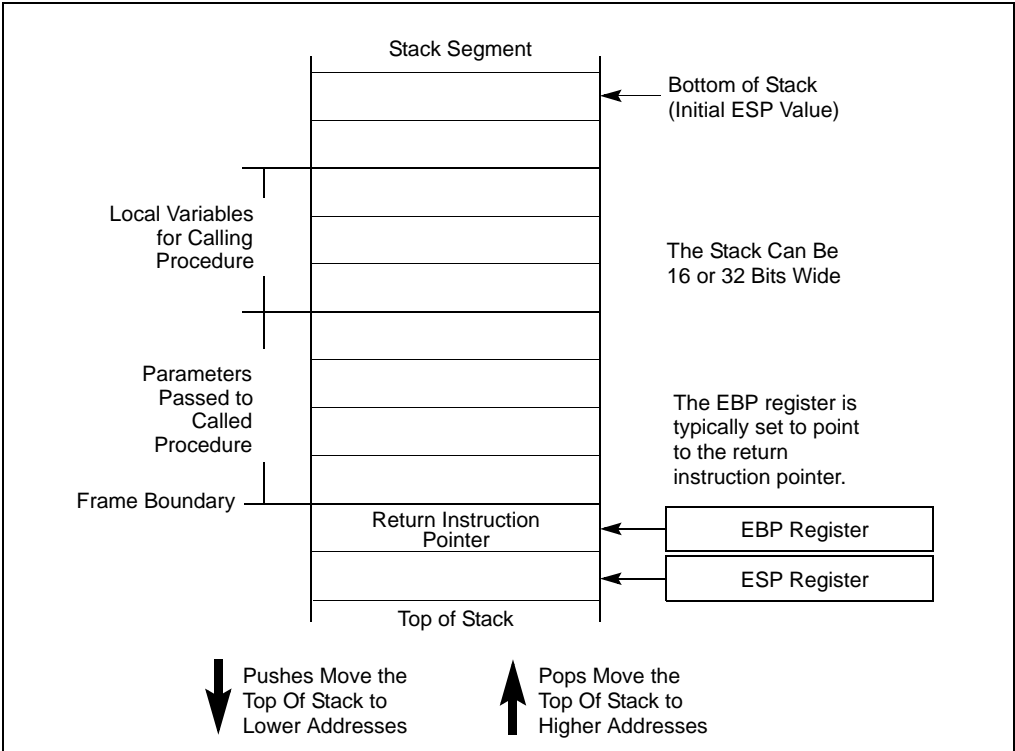 Stack Segment
Bottom of Stack
(Initial ESP Value)
Local Variables
for Calling
Procedure
The Stack Can Be
16 or 32 Bits Wide
Parameters
Passed to
Called
Procedure
The EBP register is
typically set to point
to the return
instruction pointer.
Frame Boundary
Return Instruction
Pointer
EBP Register
ESP Register
Top of Stack
Pushes Move the
Top Of Stack to
Lower Addresses
Pops Move the
Top Of Stack to
Higher Addresses